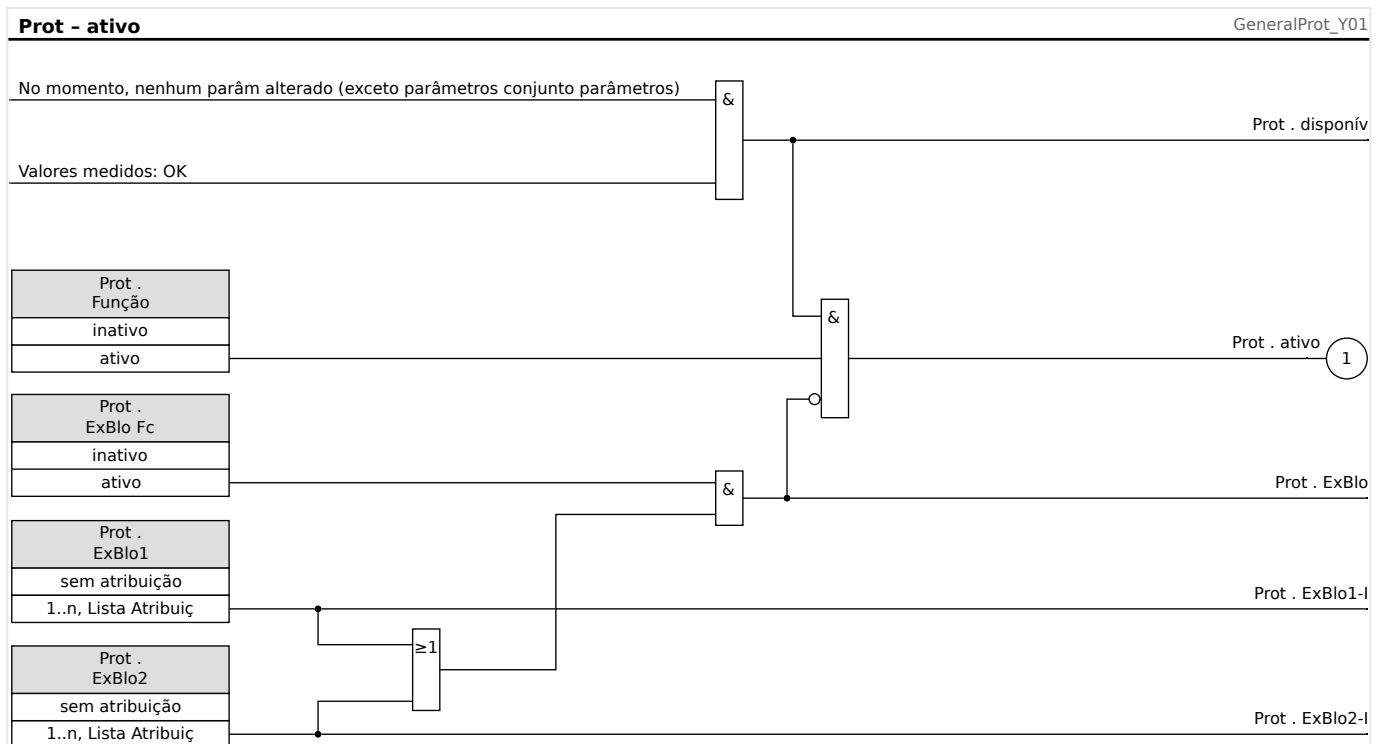 Prot – ativo
GeneralProt_Y01
No momento, nenhum parâm alterado (exceto parâmetros conjunto parâmetros)
&
Prot . disponív
Valores medidos: OK
Prot .
Função
inativo
ativo
&
Prot . ativo
1
Prot .
ExBlo Fc
inativo
ativo
&
Prot . ExBlo
Prot .
ExBlo1
sem atribuição
1..n, Lista Atribuiç
Prot . ExBlo1-I
≥1
Prot .
ExBlo2
sem atribuição
1..n, Lista Atribuiç
Prot . ExBlo2-I